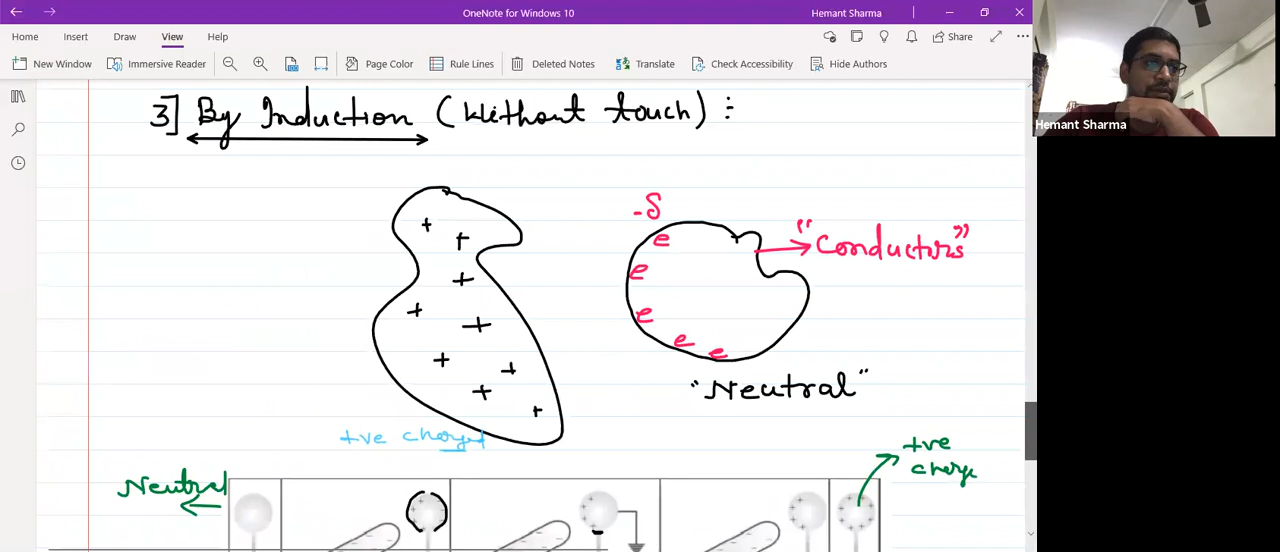 OneNote for Windows 10
Hemant Sharma
Home Insert Draw View Help
Share
New Window Immersive Reader Page Color Rule Lines Deleted Notes Translate Check Accessibility Hide Authors
Hemant Sharma
3] By Induction (Without touch) :
-δ
e
e
e
e
e
"Conductors"
+ + + + + + + + +
"Neutral"
+ve charged
+ve
charge
Neutral